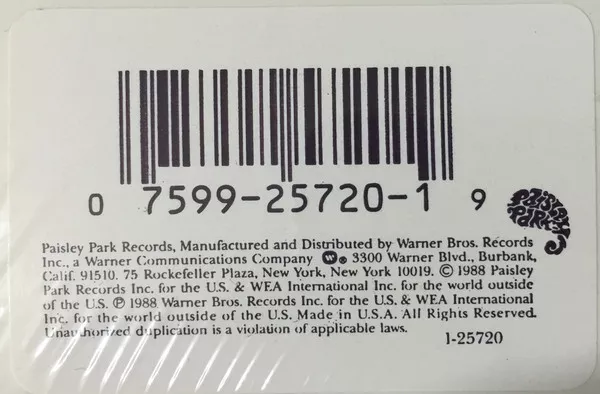 0 7599-25720-1 9
PAISLEY
PARK
Paisley Park Records, Manufactured and Distributed by Warner Bros. Records
Inc., a Warner Communications Company ⓦ® 3300 Warner Blvd., Burbank,
Calif. 91510. 75 Rockefeller Plaza, New York, New York 10019. © 1988 Paisley
Park Records Inc. for the U.S. & WEA International Inc. for the world outside
of the U.S. ℗ 1988 Warner Bros. Records Inc. for the U.S. & WEA International
Inc. for the world outside of the U.S. Made in U.S.A. All Rights Reserved.
Unauthorized duplication is a violation of applicable laws.
1-25720